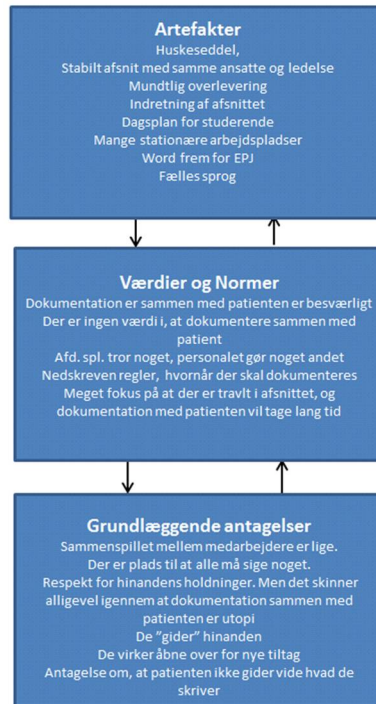 Artefakter
Huskeseddel,
Stabilt afsnit med samme ansatte og ledelse
Mundtlig overlevering
Indretning af afsnittet
Dagsplan for studerende
Mange stationære arbejdspladser
Word frem for EPJ
Fælles sprog
Værdier og Normer
Dokumentation er sammen med patienten er besværligt
Der er ingen værdi i, at dokumentere sammen med
patient
Afd. spl. tror noget, personalet gør noget andet
Nedskreven regler, hvornår der skal dokumenteres
Meget fokus på at der er travlt i afsnittet, og
dokumentation med patienten vil tage lang tid
Grundlæggende antagelser
Sammenspillet mellem medarbejdere er lige.
Der er plads til at alle må sige noget.
Respekt for hinandens holdninger. Men det skinner
alligevel igennem at dokumentation sammen med
patienten er utopi
De ”gider” hinanden
De virker åbne over for nye tiltag
Antagelse om, at patienten ikke gider vide hvad de
skriver